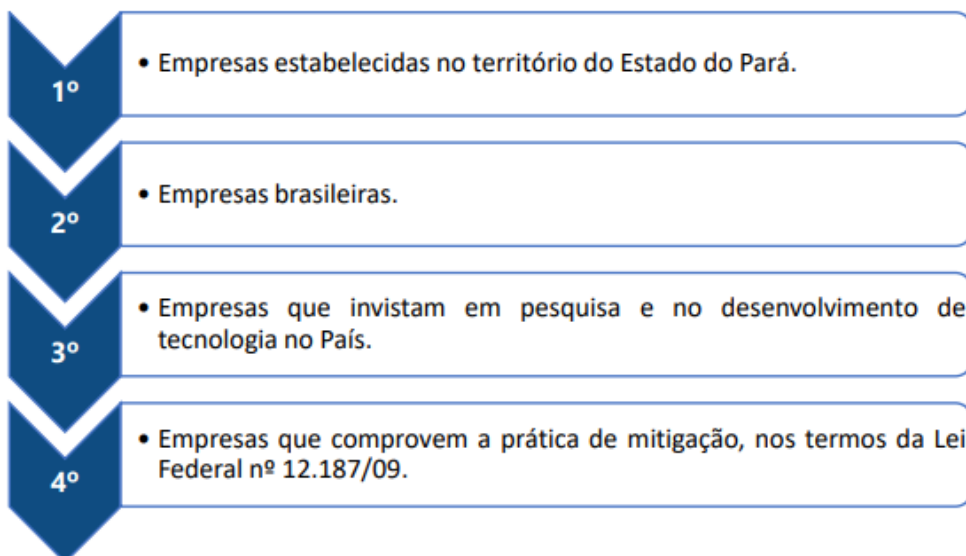 1º
• Empresas estabelecidas no território do Estado do Pará.
2º
• Empresas brasileiras.
3º
• Empresas que invistam em pesquisa e no desenvolvimento de
tecnologia no País.
4º
• Empresas que comprovem a prática de mitigação, nos termos da Lei
Federal nº 12.187/09.